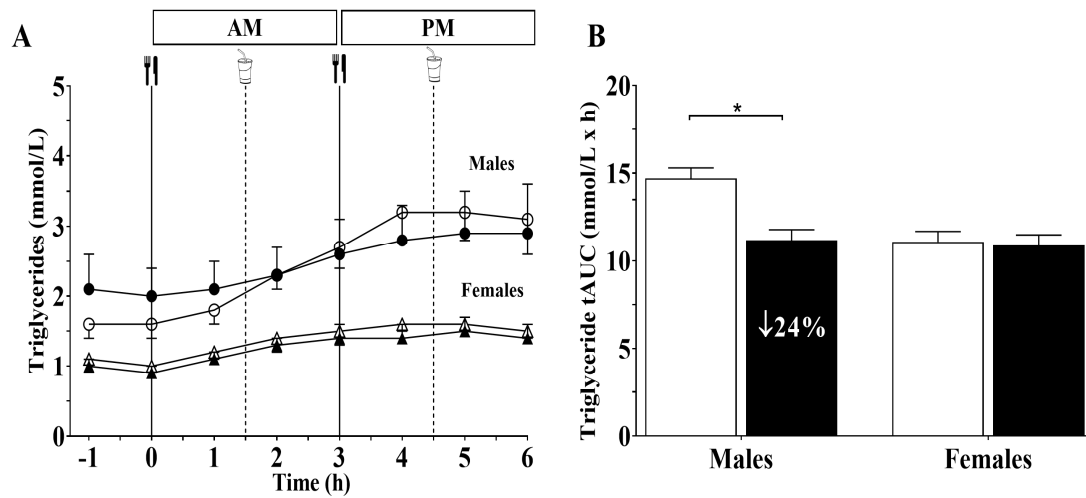 A
AM
PM
Triglycerides (mmol/L)
5
4
3
2
1
0
Males
Females
-1 0 1 2 3 4 5 6
Time (h)
B
Triglyceride tAUC (mmol/L x h)
20
15
10
5
0
*
↓24%
Males Females